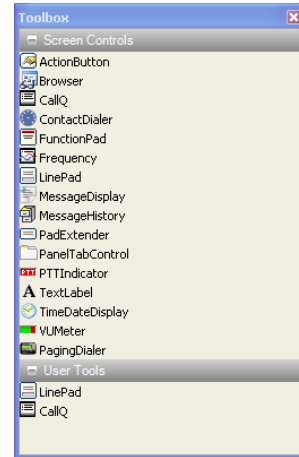 Toolbox
Screen Controls
ActionButton
Browser
CallQ
ContactDialer
FunctionPad
Frequency
LinePad
MessageDisplay
MessageHistory
PadExtender
PanelTabControl
PTTIndicator
TextLabel
TimeDateDisplay
VUMeter
PagingDialer
User Tools
LinePad
CallQ